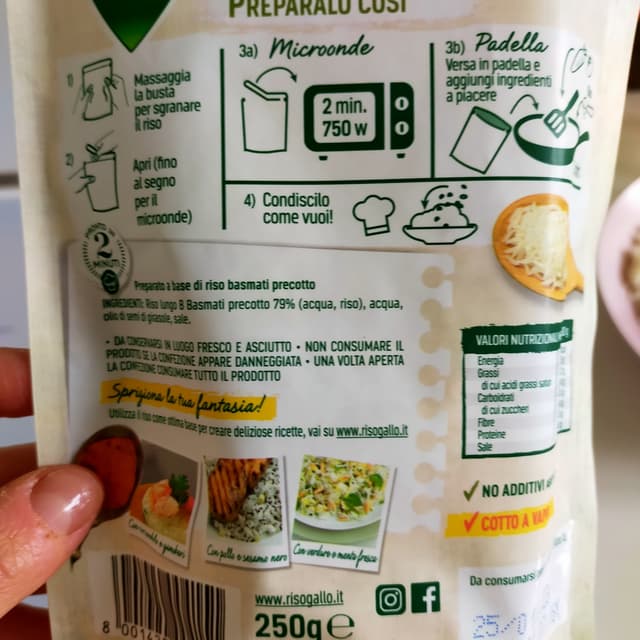 PREPARALO COSÌ
1)
Massaggia
la busta
per sgranare
il riso
2)
Apri (fino
al segno
per il
microonde)
3a) Microonde
2 min.
750 w
3b) Padella
Versa in padella e
aggiungi ingredienti
a piacere
4) Condiscilo
come vuoi!
2
Preparato a base di riso basmati precotto
INGREDIENTI: Riso lungo B Basmati precotto 79% (acqua, riso), acqua,
olio di semi di girasole, sale.
• DA CONSERVARSI IN LUOGO FRESCO E ASCIUTTO • NON CONSUMARE IL
PRODOTTO SE LA CONFEZIONE APPARE DANNEGGIATA • UNA VOLTA APERTA
LA CONFEZIONE CONSUMARE TUTTO IL PRODOTTO
Sprigiona la tua fantasia!
Utilizza il riso come ottima base per creare deliziose ricette, vai su www.risogallo.it
Con pollo e sesamo nero
Con verdure e menta fresca
VALORI NUTRIZIONALI
Energia
Grassi
di cui acidi grassi
Carboidrati
di cui zuccheri
Fibre
Proteine
Sale
NO ADDITIVI
COTTO A
Da consumarsi
25/0
www.risogallo.it
250g e